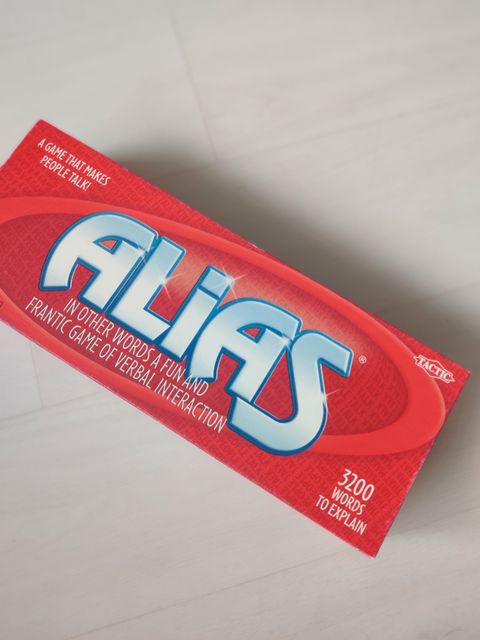 A GAME THAT MAKES
PEOPLE TALK!
ALIAS®
IN OTHER WORDS A FUN AND
FRANTIC GAME OF VERBAL INTERACTION
TACTIC
3200
WORDS
TO EXPLAIN